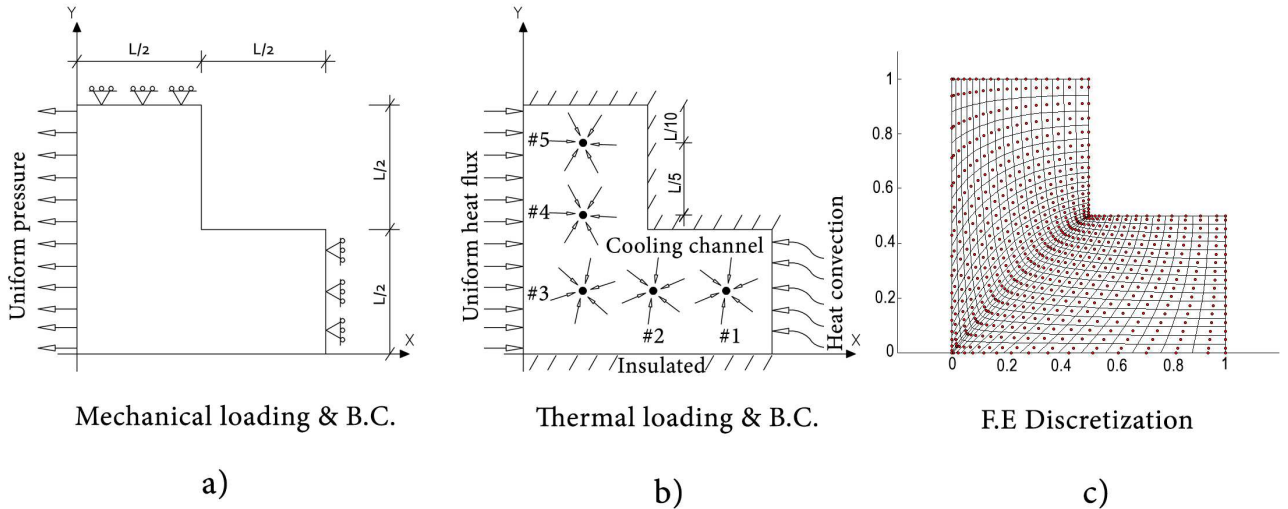 Y
L/2
L/2
Uniform pressure
L/2
L/2
X
Mechanical loading & B.C.
a)
Y
#5
L/10
#4
L/5
Uniform heat flux
Cooling channel
Heat convection
#3
#2
#1
Insulated
X
Thermal loading & B.C.
b)
1
0.8
0.6
0.4
0.2
0
0
0.2
0.4
0.6
0.8
1
F.E Discretization
c)